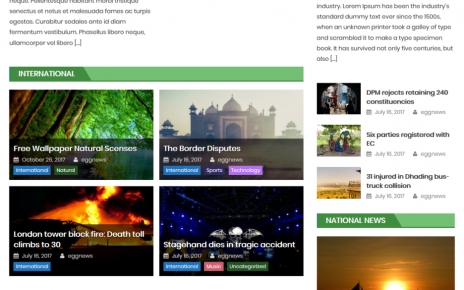 neque. Pellentesque habitant morbi tristique
senectus et netus et malesuada fames ac turpis
egestas. Curabitur sodales ante id diam
fermentum vestibulum. Phasellus libero neque,
ullamcorper vel libero [...]
INTERNATIONAL
Free Wallpaper Natural Scenses
October 26, 2017 eggnews
International Natural
The Border Disputes
July 16, 2017 eggnews
International Sports Technology
London tower block fire: Death toll
climbs to 30
July 16, 2017 eggnews
International
Stagehand dies in tragic accident
July 16, 2017 eggnews
International Music Uncategorized
industry. Lorem Ipsum has been the industry's
standard dummy text ever since the 1500s,
when an unknown printer took a galley of type
and scrambled it to make a type specimen
book. It has survived not only five centuries, but
also [...]
DPM rejects retaining 240
constituencies
July 16, 2017 eggnews
Six parties registered with
EC
July 16, 2017 eggnews
31 injured in Dhading bus-
truck collision
July 16, 2017 eggnews
NATIONAL NEWS